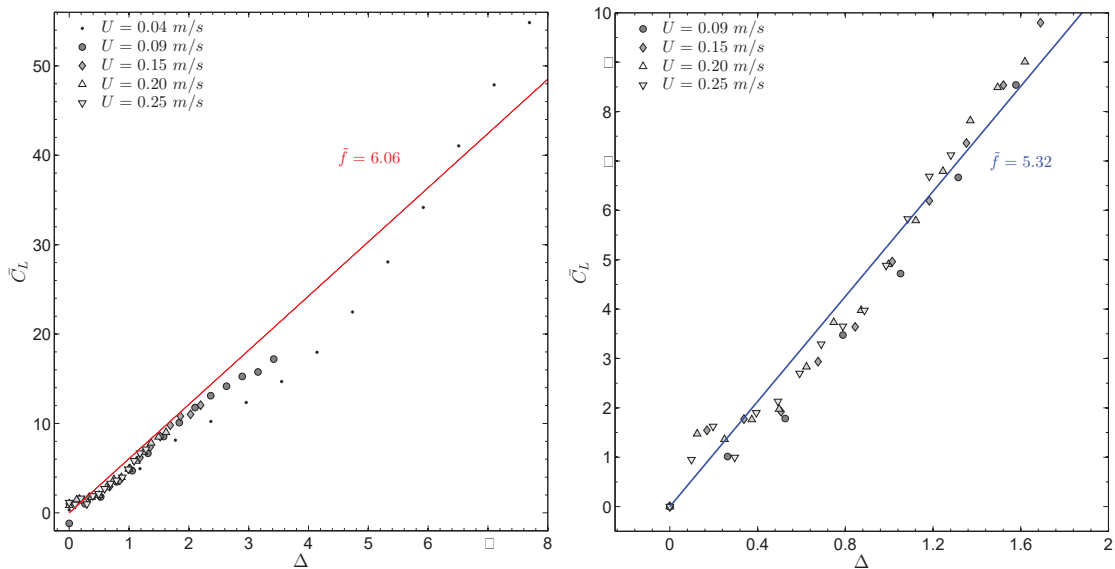 U = 0.04 m/s
U = 0.09 m/s
U = 0.15 m/s
U = 0.20 m/s
U = 0.25 m/s
f̃ = 6.06
C̄_L
50
40
30
20
10
0
0 1 2 3 4 5 6 □ 8
Δ
U = 0.09 m/s
U = 0.15 m/s
U = 0.20 m/s
U = 0.25 m/s
f̃ = 5.32
C̄_L
10
□
8
□
6
5
4
3
2
1
0
0 0.4 0.8 1.2 1.6 2
Δ